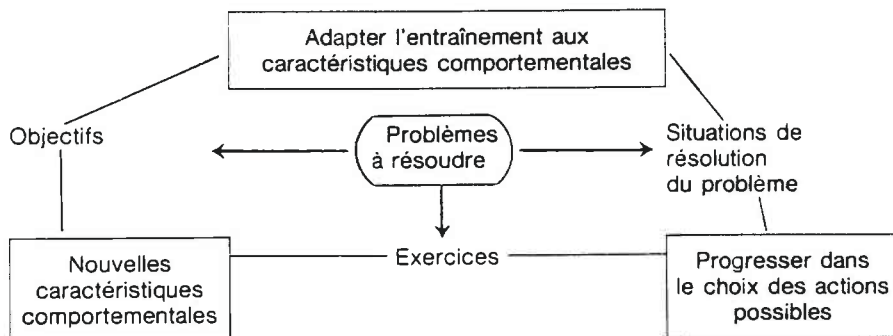 Adapter l'entraînement aux
caractéristiques comportementales
Objectifs
Problèmes
à résoudre
Situations de
résolution
du problème
Nouvelles
caractéristiques
comportementales
Exercices
Progresser dans
le choix des actions
possibles